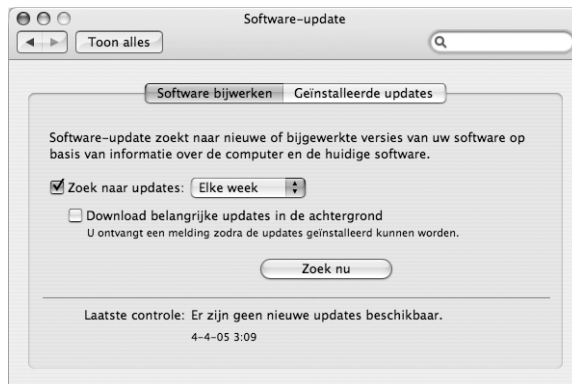 Software-update
Toon alles
Software bijwerken Geïnstalleerde updates
Software-update zoekt naar nieuwe of bijgewerkte versies van uw software op
basis van informatie over de computer en de huidige software.
Zoek naar updates: Elke week
Download belangrijke updates in de achtergrond
U ontvangt een melding zodra de updates geïnstalleerd kunnen worden.
Zoek nu
Laatste controle: Er zijn geen nieuwe updates beschikbaar.
4-4-05 3:09